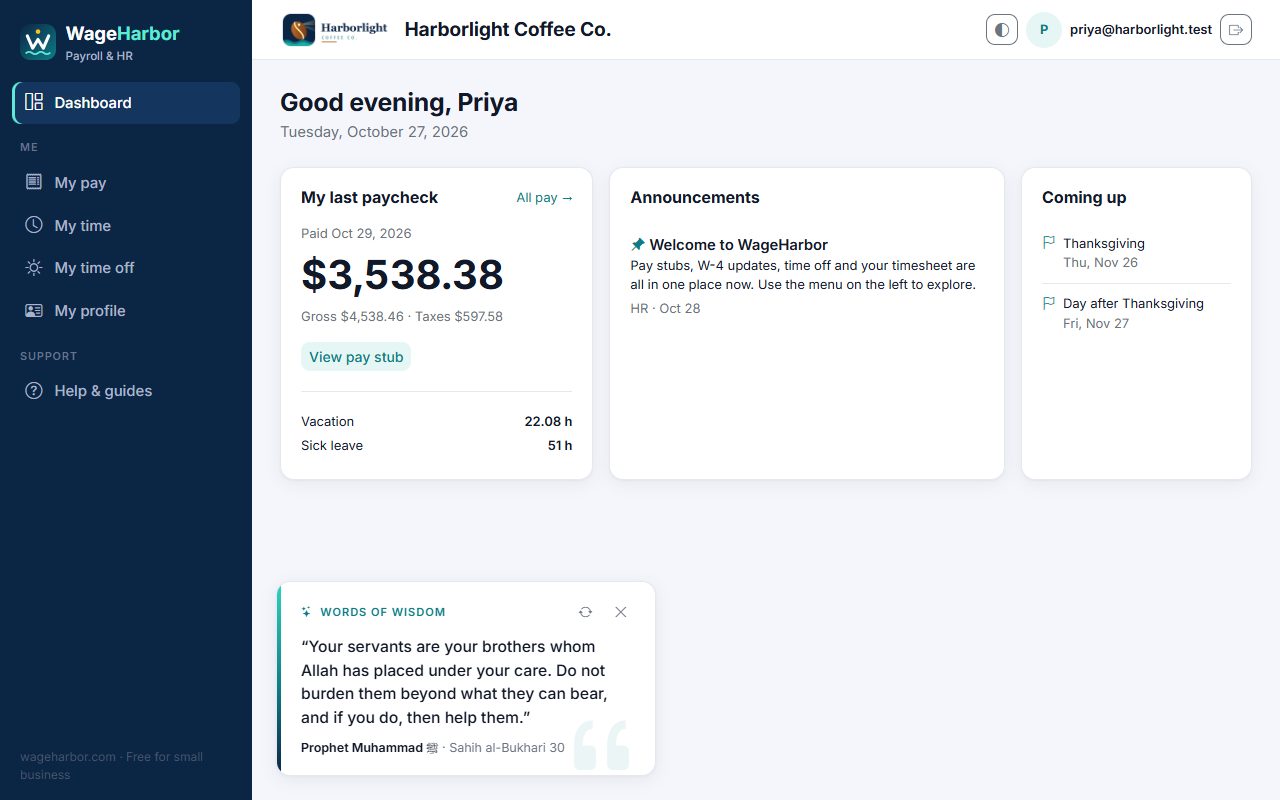 WageHarbor
Payroll & HR
Dashboard
ME
My pay
My time
My time off
My profile
SUPPORT
Help & guides
wageharbor.com · Free for small
business
Harborlight
COFFEE CO.
Harborlight Coffee Co.
P
priya@harborlight.test
Good evening, Priya
Tuesday, October 27, 2026
My last paycheck
All pay →
Paid Oct 29, 2026
$3,538.38
Gross $4,538.46 · Taxes $597.58
View pay stub
Vacation 22.08 h
Sick leave 51 h
Announcements
Welcome to WageHarbor
Pay stubs, W-4 updates, time off and your timesheet are
all in one place now. Use the menu on the left to explore.
HR · Oct 28
Coming up
Thanksgiving
Thu, Nov 26
Day after Thanksgiving
Fri, Nov 27
WORDS OF WISDOM
“Your servants are your brothers whom
Allah has placed under your care. Do not
burden them beyond what they can bear,
and if you do, then help them.”
Prophet Muhammad ﷺ · Sahih al-Bukhari 30